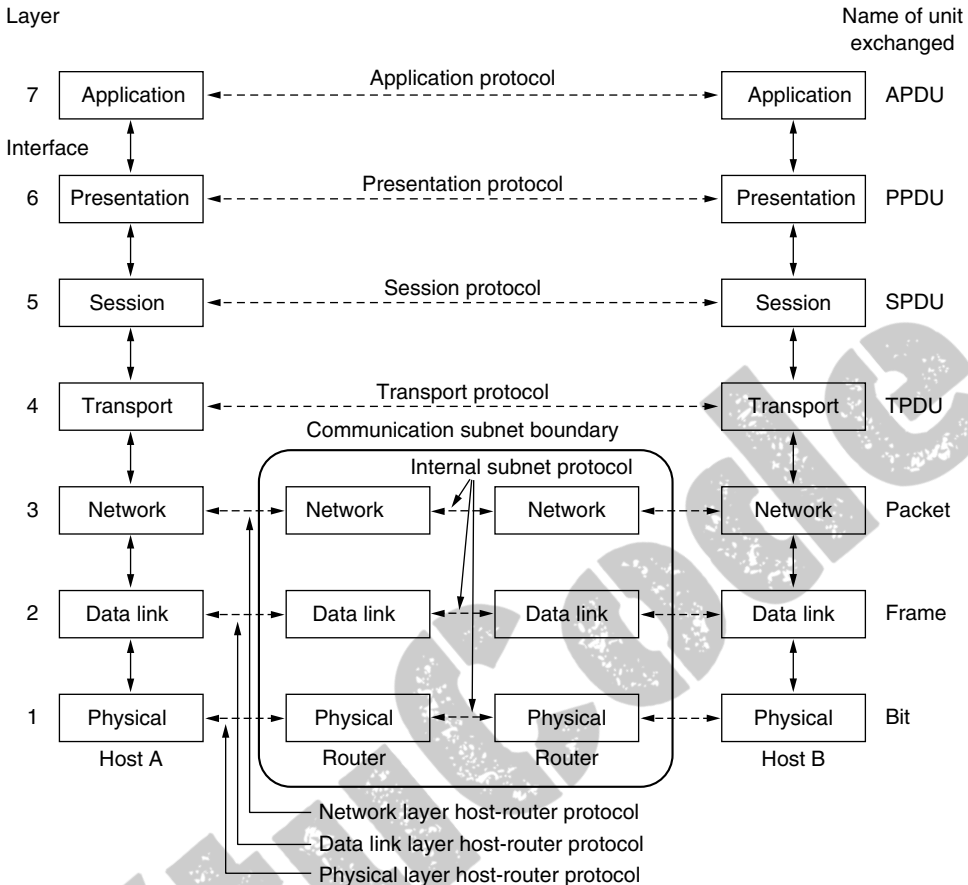 Layer
Name of unit
exchanged
7 Application Application protocol Application APDU
Interface
6 Presentation Presentation protocol Presentation PPDU
5 Session Session protocol Session SPDU
4 Transport Transport protocol Transport TPDU
Communication subnet boundary
Internal subnet protocol
3 Network Network Network Network Packet
2 Data link Data link Data link Data link Frame
1 Physical Physical Physical Physical Bit
Host A Router Router Host B
Network layer host-router protocol
Data link layer host-router protocol
Physical layer host-router protocol